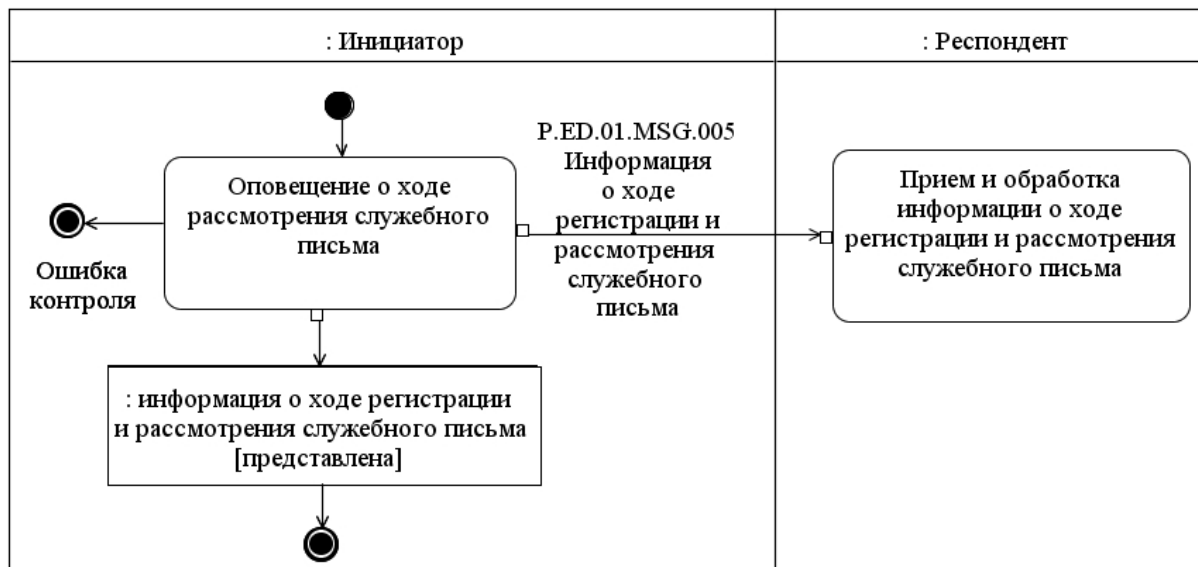 : Инициатор
: Респондент
P.ED.01.MSG.005
Информация
о ходе
регистрации и
рассмотрения
служебного
письма
Оповещение о ходе
рассмотрения служебного
письма
Прием и обработка
информации о ходе
регистрации и рассмотрения
служебного письма
Ошибка
контроля
: информация о ходе регистрации
и рассмотрения служебного письма
[представлена]